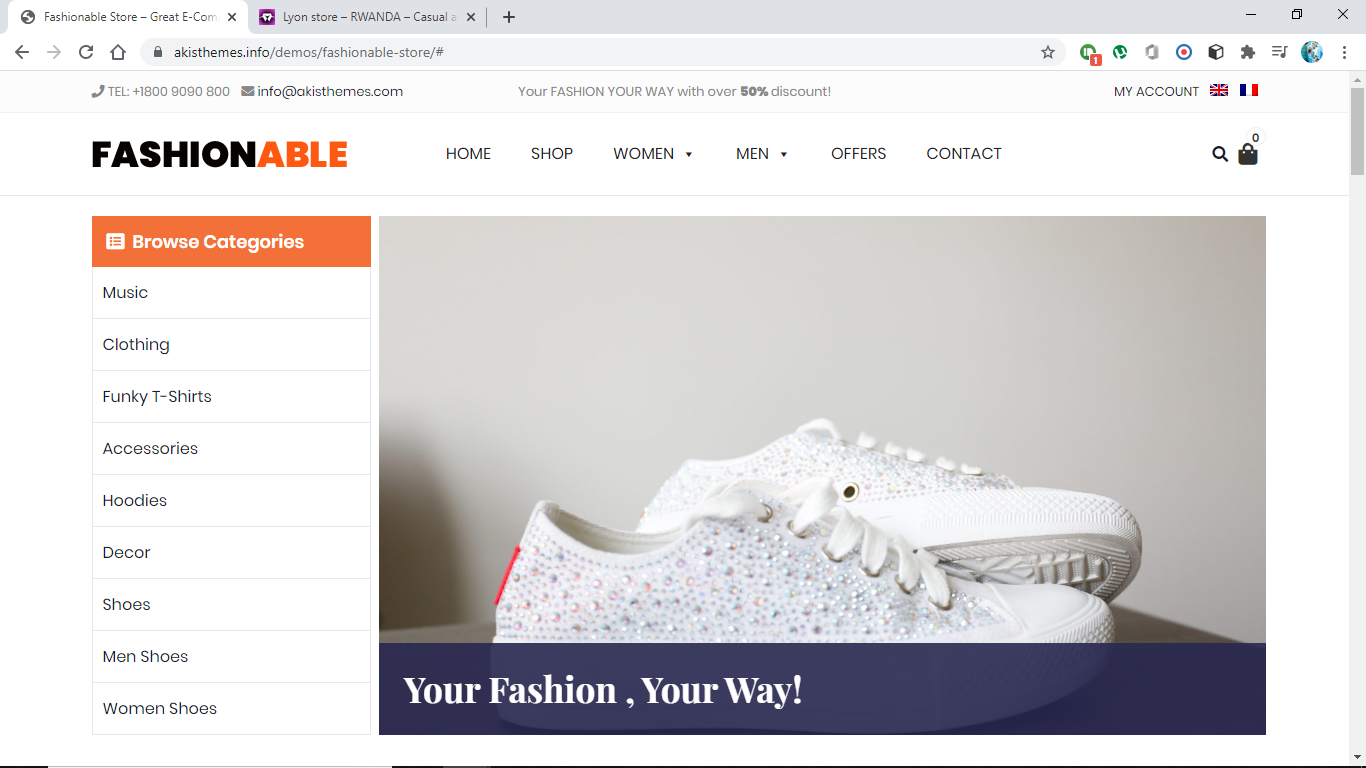 Fashionable Store – Great E-Com
Lyon store – RWANDA – Casual a
akisthemes.info/demos/fashionable-store/#
1
TEL: +1800 9090 800 info@akisthemes.com Your FASHION YOUR WAY with over 50% discount! MY ACCOUNT
FASHIONABLE HOME SHOP WOMEN MEN OFFERS CONTACT 0
Browse Categories
Music
Clothing
Funky T-Shirts
Accessories
Hoodies
Decor
Shoes
Men Shoes
Women Shoes
Your Fashion , Your Way!